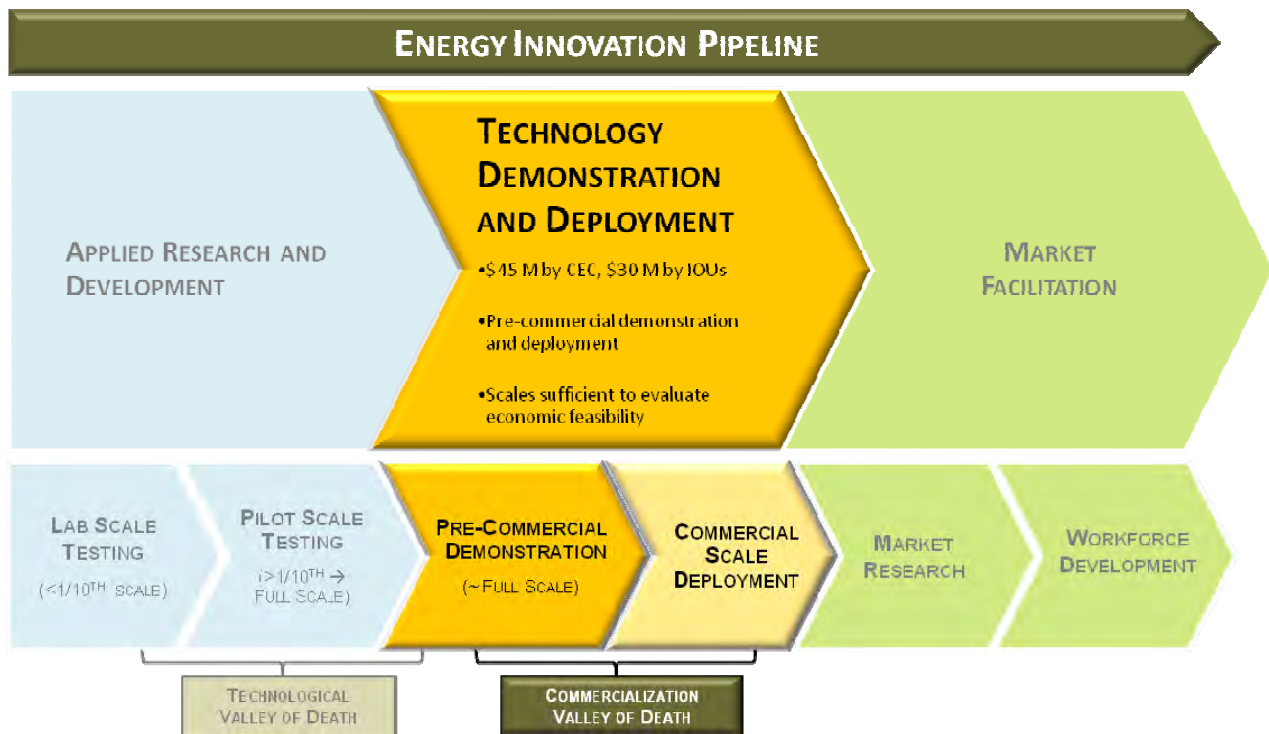 ENERGY INNOVATION PIPELINE
APPLIED RESEARCH AND
DEVELOPMENT
TECHNOLOGY
DEMONSTRATION
AND DEPLOYMENT
•$45 M by CEC, $30 M by IOUs
•Pre-commercial demonstration
and deployment
•Scales sufficient to evaluate
economic feasibility
MARKET
FACILITATION
LAB SCALE
TESTING
(<1/10TH SCALE)
PILOT SCALE
TESTING
(>1/10TH →
FULL SCALE)
PRE-COMMERCIAL
DEMONSTRATION
(~FULL SCALE)
COMMERCIAL
SCALE
DEPLOYMENT
MARKET
RESEARCH
WORKFORCE
DEVELOPMENT
TECHNOLOGICAL
VALLEY OF DEATH
COMMERCIALIZATION
VALLEY OF DEATH